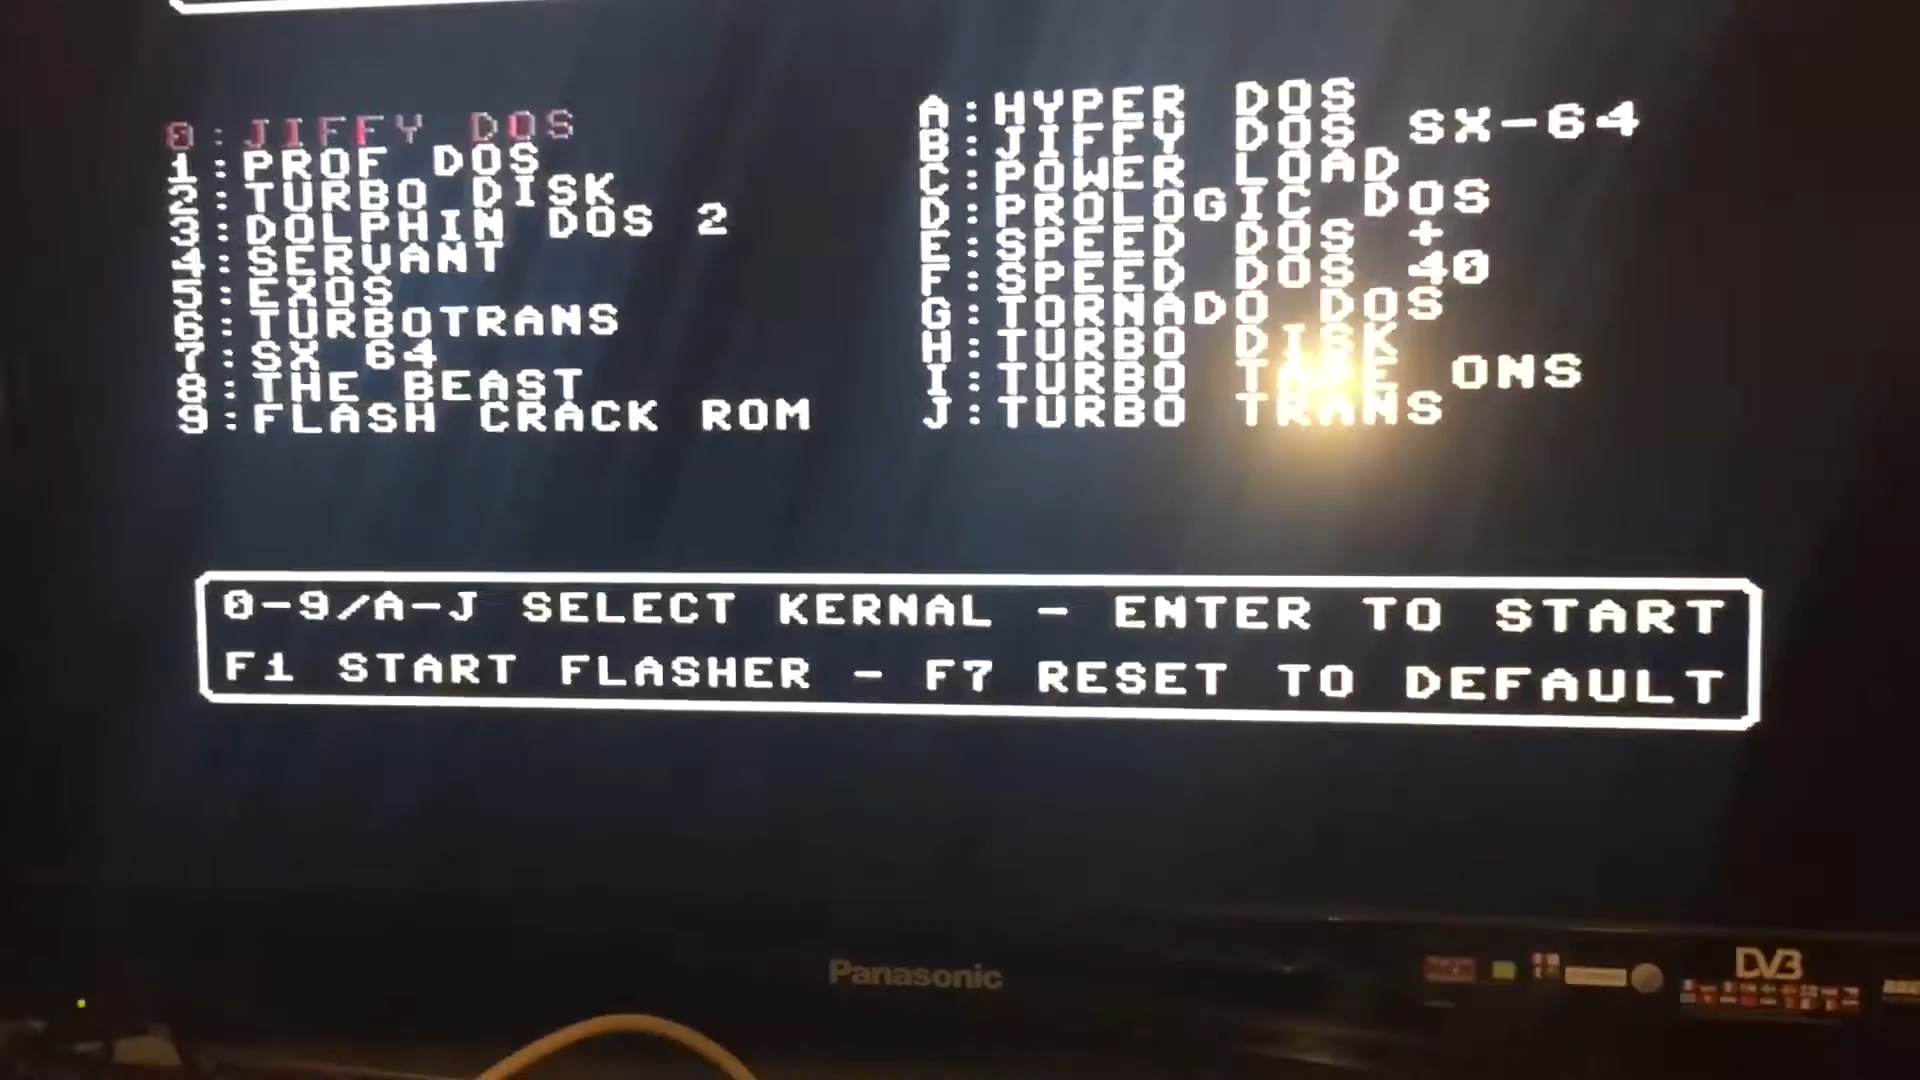 0:JIFFY DOS
1:PROF DOS
2:TURBO DISK
3:DOLPHIN DOS 2
4:SERVANT
5:EXOS
6:TURBOTRANS
7:SX 64
8:THE BEAST
9:FLASH CRACK ROM
A:HYPER DOS
B:JIFFY DOS SX-64
C:POWER LOAD
D:PROLOGIC DOS
E:SPEED DOS +
F:SPEED DOS 40
G:TORNADO DOS
H:TURBO DISK
I:TURBO TAPE ONS
J:TURBO TRANS
0-9/A-J SELECT KERNAL - ENTER TO START
F1 START FLASHER - F7 RESET TO DEFAULT
Panasonic
DVB